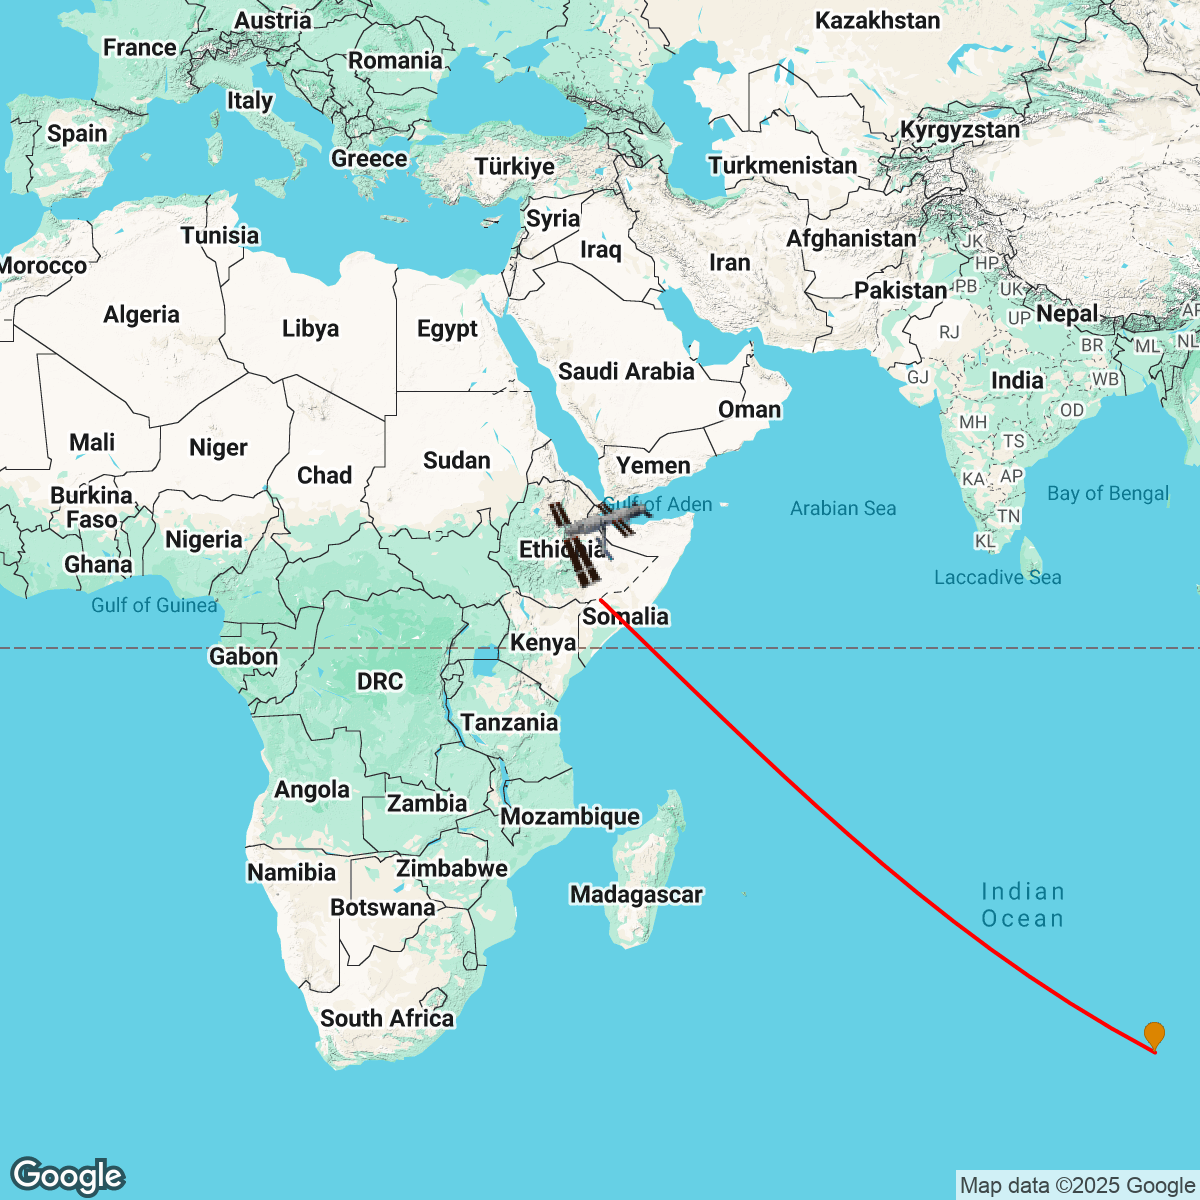 Austria
Kazakhstan
France
Romania
Italy
Spain
Kyrgyzstan
Greece
Türkiye
Turkmenistan
Syria
Tunisia
Iraq
Afghanistan
JK
Morocco
Iran
HP
Pakistan
PB
UK
Algeria
Libya
Egypt
UP
Nepal
AR
RJ
BR
ML
NL
Saudi Arabia
GJ
India
WB
Oman
OD
MH
Mali
Niger
TS
Sudan
Yemen
Chad
KA
AP
Burkina
Faso
Gulf of Aden
Arabian Sea
Bay of Bengal
TN
Nigeria
Ethiopia
KL
Ghana
Laccadive Sea
Gulf of Guinea
Somalia
Kenya
Gabon
DRC
Tanzania
Angola
Zambia
Mozambique
Zimbabwe
Namibia
Madagascar
Botswana
Indian
Ocean
South Africa
Google
Map data ©2025 Google